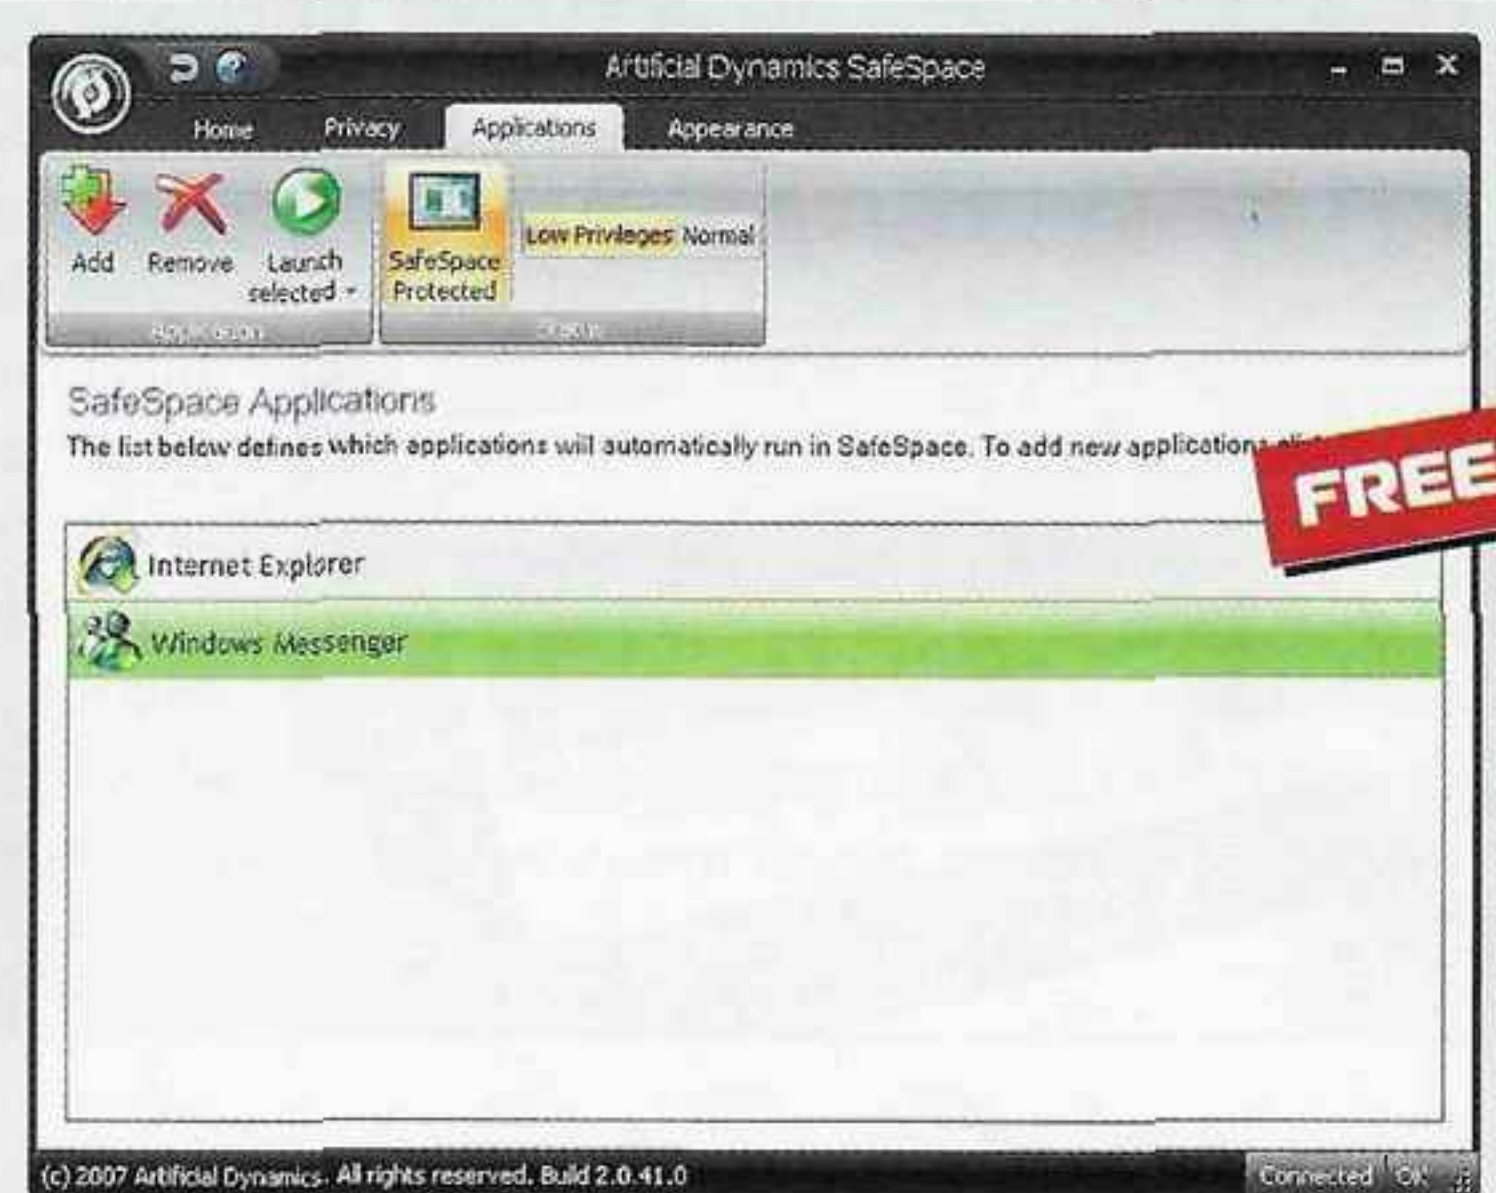 Artificial Dynamics SafeSpace
Home Privacy Applications Appearance
Add Remove Launch selected
SafeSpace Protected
Low Privileges Normal
Application
SafeSpace Applications
The list below defines which applications will automatically run in SafeSpace. To add new applications
FREE
Internet Explorer
Windows Messenger
(c) 2007 Artificial Dynamics. All rights reserved. Build 2.0.41.0
Connected On